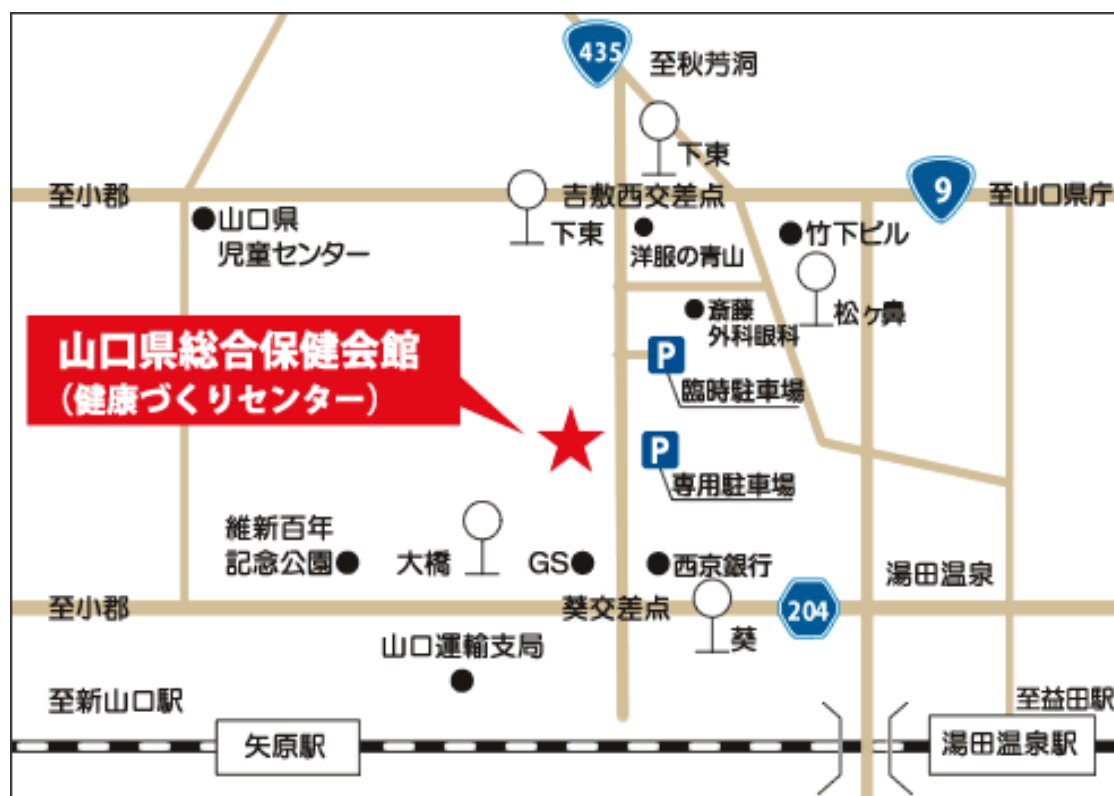 435
至秋芳洞
下東
至小郡
吉敷西交差点
9
至山口県庁
山口県
児童センター
下東
洋服の青山
竹下ビル
松ヶ鼻
斎藤
外科眼科
山口県総合保健会館
(健康づくりセンター)
P
臨時駐車場
P
専用駐車場
維新百年
記念公園
大橋
GS
西京銀行
湯田温泉
至小郡
葵交差点
204
葵
山口運輸支局
至新山口駅
至益田駅
矢原駅
湯田温泉駅